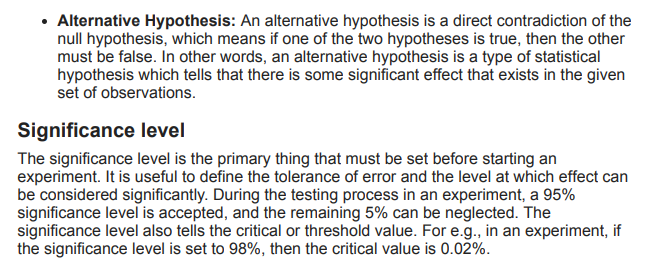 • Alternative Hypothesis: An alternative hypothesis is a direct contradiction of the
null hypothesis, which means if one of the two hypotheses is true, then the other
must be false. In other words, an alternative hypothesis is a type of statistical
hypothesis which tells that there is some significant effect that exists in the given
set of observations.
Significance level
The significance level is the primary thing that must be set before starting an
experiment. It is useful to define the tolerance of error and the level at which effect can
be considered significantly. During the testing process in an experiment, a 95%
significance level is accepted, and the remaining 5% can be neglected. The
significance level also tells the critical or threshold value. For e.g., in an experiment, if
the significance level is set to 98%, then the critical value is 0.02%.